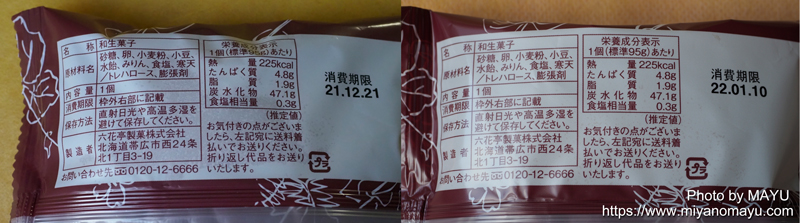 名 称 和生菓子
原材料名 砂糖、卵、小麦粉、小豆、
水飴、みりん、食塩、寒天
/トレハロース、膨張剤
内容量 1個
消費期限 枠外右部に記載
保存方法 直射日光や高温多湿を
避けて保存してください。
製造者 六花亭製菓株式会社
北海道帯広市西24条
北1丁目3-19
お問い合わせ先 0120-12-6666
栄養成分表示
1個(標準95g)あたり
熱 量 225kcal
たんぱく質 4.8g
脂 質 1.9g
炭水化物 47.1g
食塩相当量 0.3g
(推定値)
お気付きの点がございま
したら、左記宛に送料着
払いでお送りください。
折り返し代品をお送り
いたします。
プラ
消費期限
21.12.21
名 称 和生菓子
原材料名 砂糖、卵、小麦粉、小豆、
水飴、みりん、食塩、寒天
/トレハロース、膨張剤
内容量 1個
消費期限 枠外右部に記載
保存方法 直射日光や高温多湿を
避けて保存してください。
製造者 六花亭製菓株式会社
北海道帯広市西24条
北1丁目3-19
お問い合わせ先 0120-12-6666
栄養成分表示
1個(標準95g)あたり
熱 量 225kcal
たんぱく質 4.8g
脂 質 1.9g
炭水化物 47.1g
食塩相当量 0.3g
(推定値)
お気付きの点がございま
したら、左記宛に送料着
払いでお送りください。
折り返し代品をお送り
いたします。
プラ
消費期限
22.01.10
Photo by MAYU
https://www.miyanomayu.com/